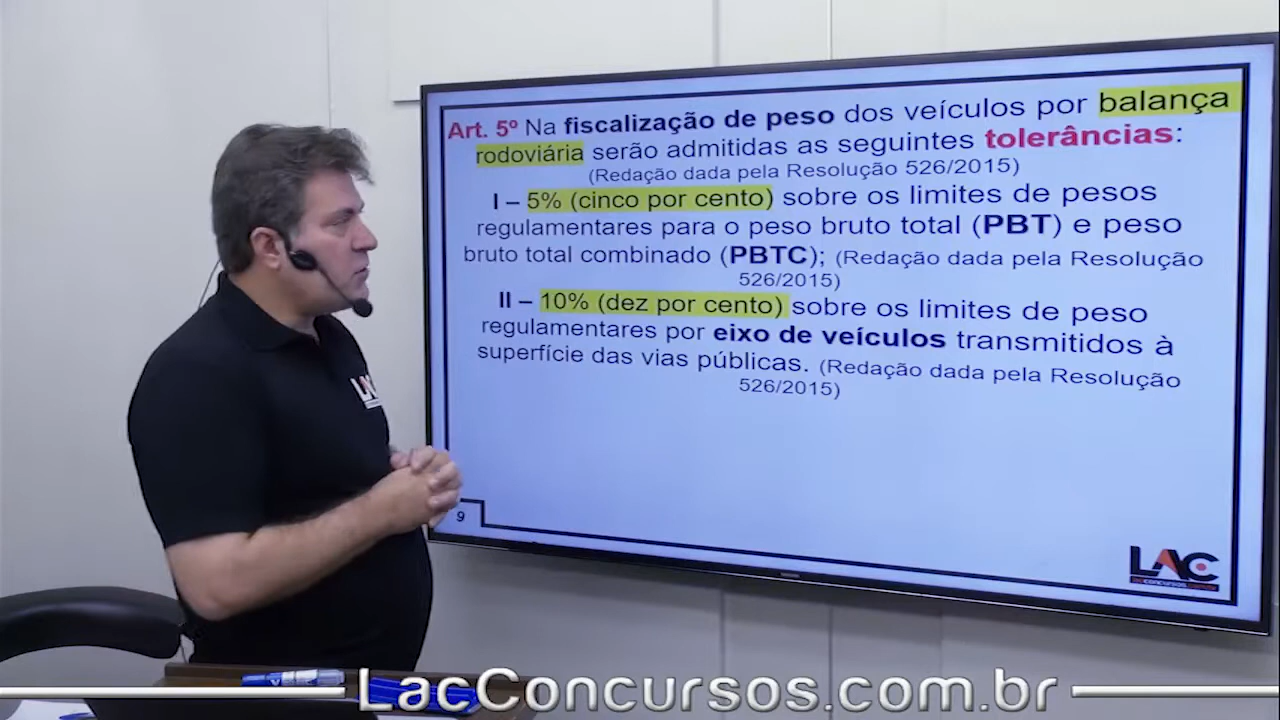 Art. 5º Na fiscalização de peso dos veículos por balança
rodoviária serão admitidas as seguintes tolerâncias:
(Redação dada pela Resolução 526/2015)
I – 5% (cinco por cento) sobre os limites de pesos
regulamentares para o peso bruto total (PBT) e peso
bruto total combinado (PBTC); (Redação dada pela Resolução
526/2015)
II – 10% (dez por cento) sobre os limites de peso
regulamentares por eixo de veículos transmitidos à
superfície das vias públicas. (Redação dada pela Resolução
526/2015)
9
LAC
LAC
LacConcursos.com.br